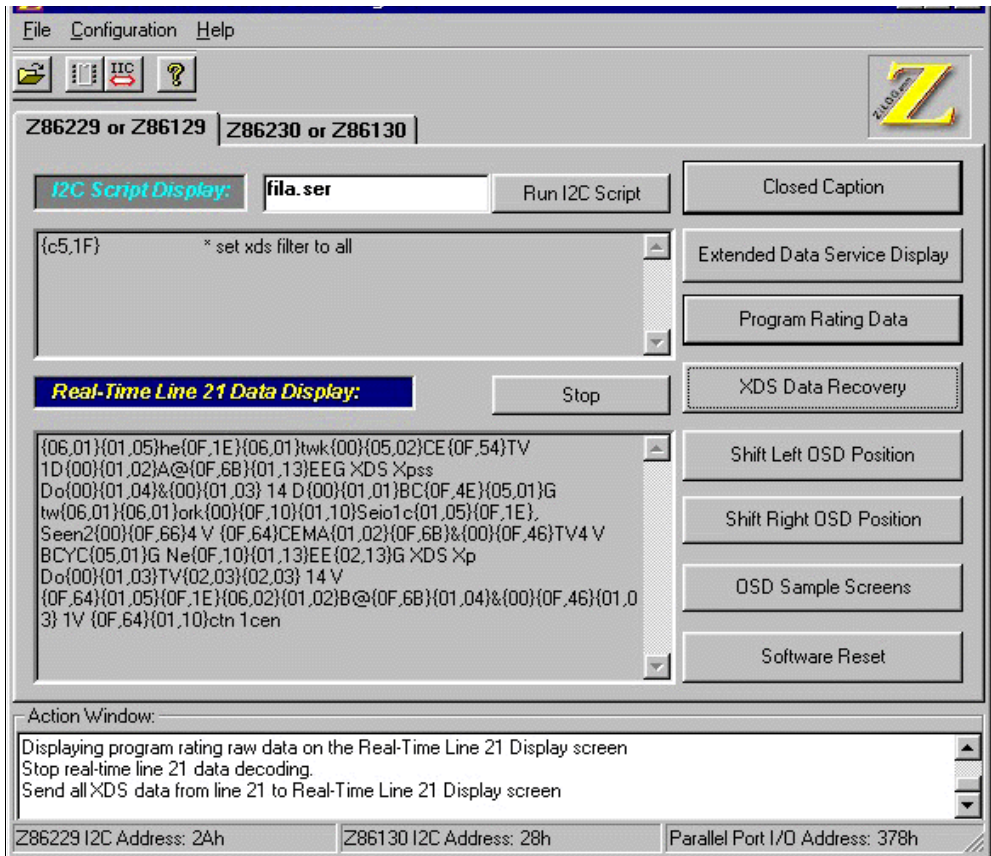 File Configuration Help
IIC
?
ZiLOG.com
Z86229 or Z86129 Z86230 or Z86130
I2C Script Display: fila.ser Run I2C Script
Closed Caption
{c5,1F} * set xds filter to all
Extended Data Service Display
Program Rating Data
Real-Time Line 21 Data Display: Stop
XDS Data Recovery
{06,01}{01,05}he{0F,1E}{06,01}twk{00}{05,02}CE{0F,54}TV
1D{00}{01,02}A@{0F,6B}{01,13}EEG XDS Xpss
Do{00}{01,04}&{00}{01,03} 14 D{00}{01,01}BC{0F,4E}{05,01}G
tw{06,01}{06,01}ork{00}{0F,10}{01,10}Seio1c{01,05}{0F,1E},
Seen2{00}{0F,66}4 V {0F,64}CEMA{01,02}{0F,6B}&{00}{0F,46}TV4 V
BCYC{05,01}G Ne{0F,10}{01,13}EE{02,13}G XDS Xp
Do{00}{01,03}TV{02,03}{02,03} 14 V
{0F,64}{01,05}{0F,1E}{06,02}{01,02}B@{0F,6B}{01,04}&{00}{0F,46}{01,0
3} 1V {0F,64}{01,10}ctn 1cen
Shift Left OSD Position
Shift Right OSD Position
OSD Sample Screens
Software Reset
Action Window:
Displaying program rating raw data on the Real-Time Line 21 Display screen
Stop real-time line 21 data decoding.
Send all XDS data from line 21 to Real-Time Line 21 Display screen
Z86229 I2C Address: 2Ah Z86130 I2C Address: 28h Parallel Port I/O Address: 378h